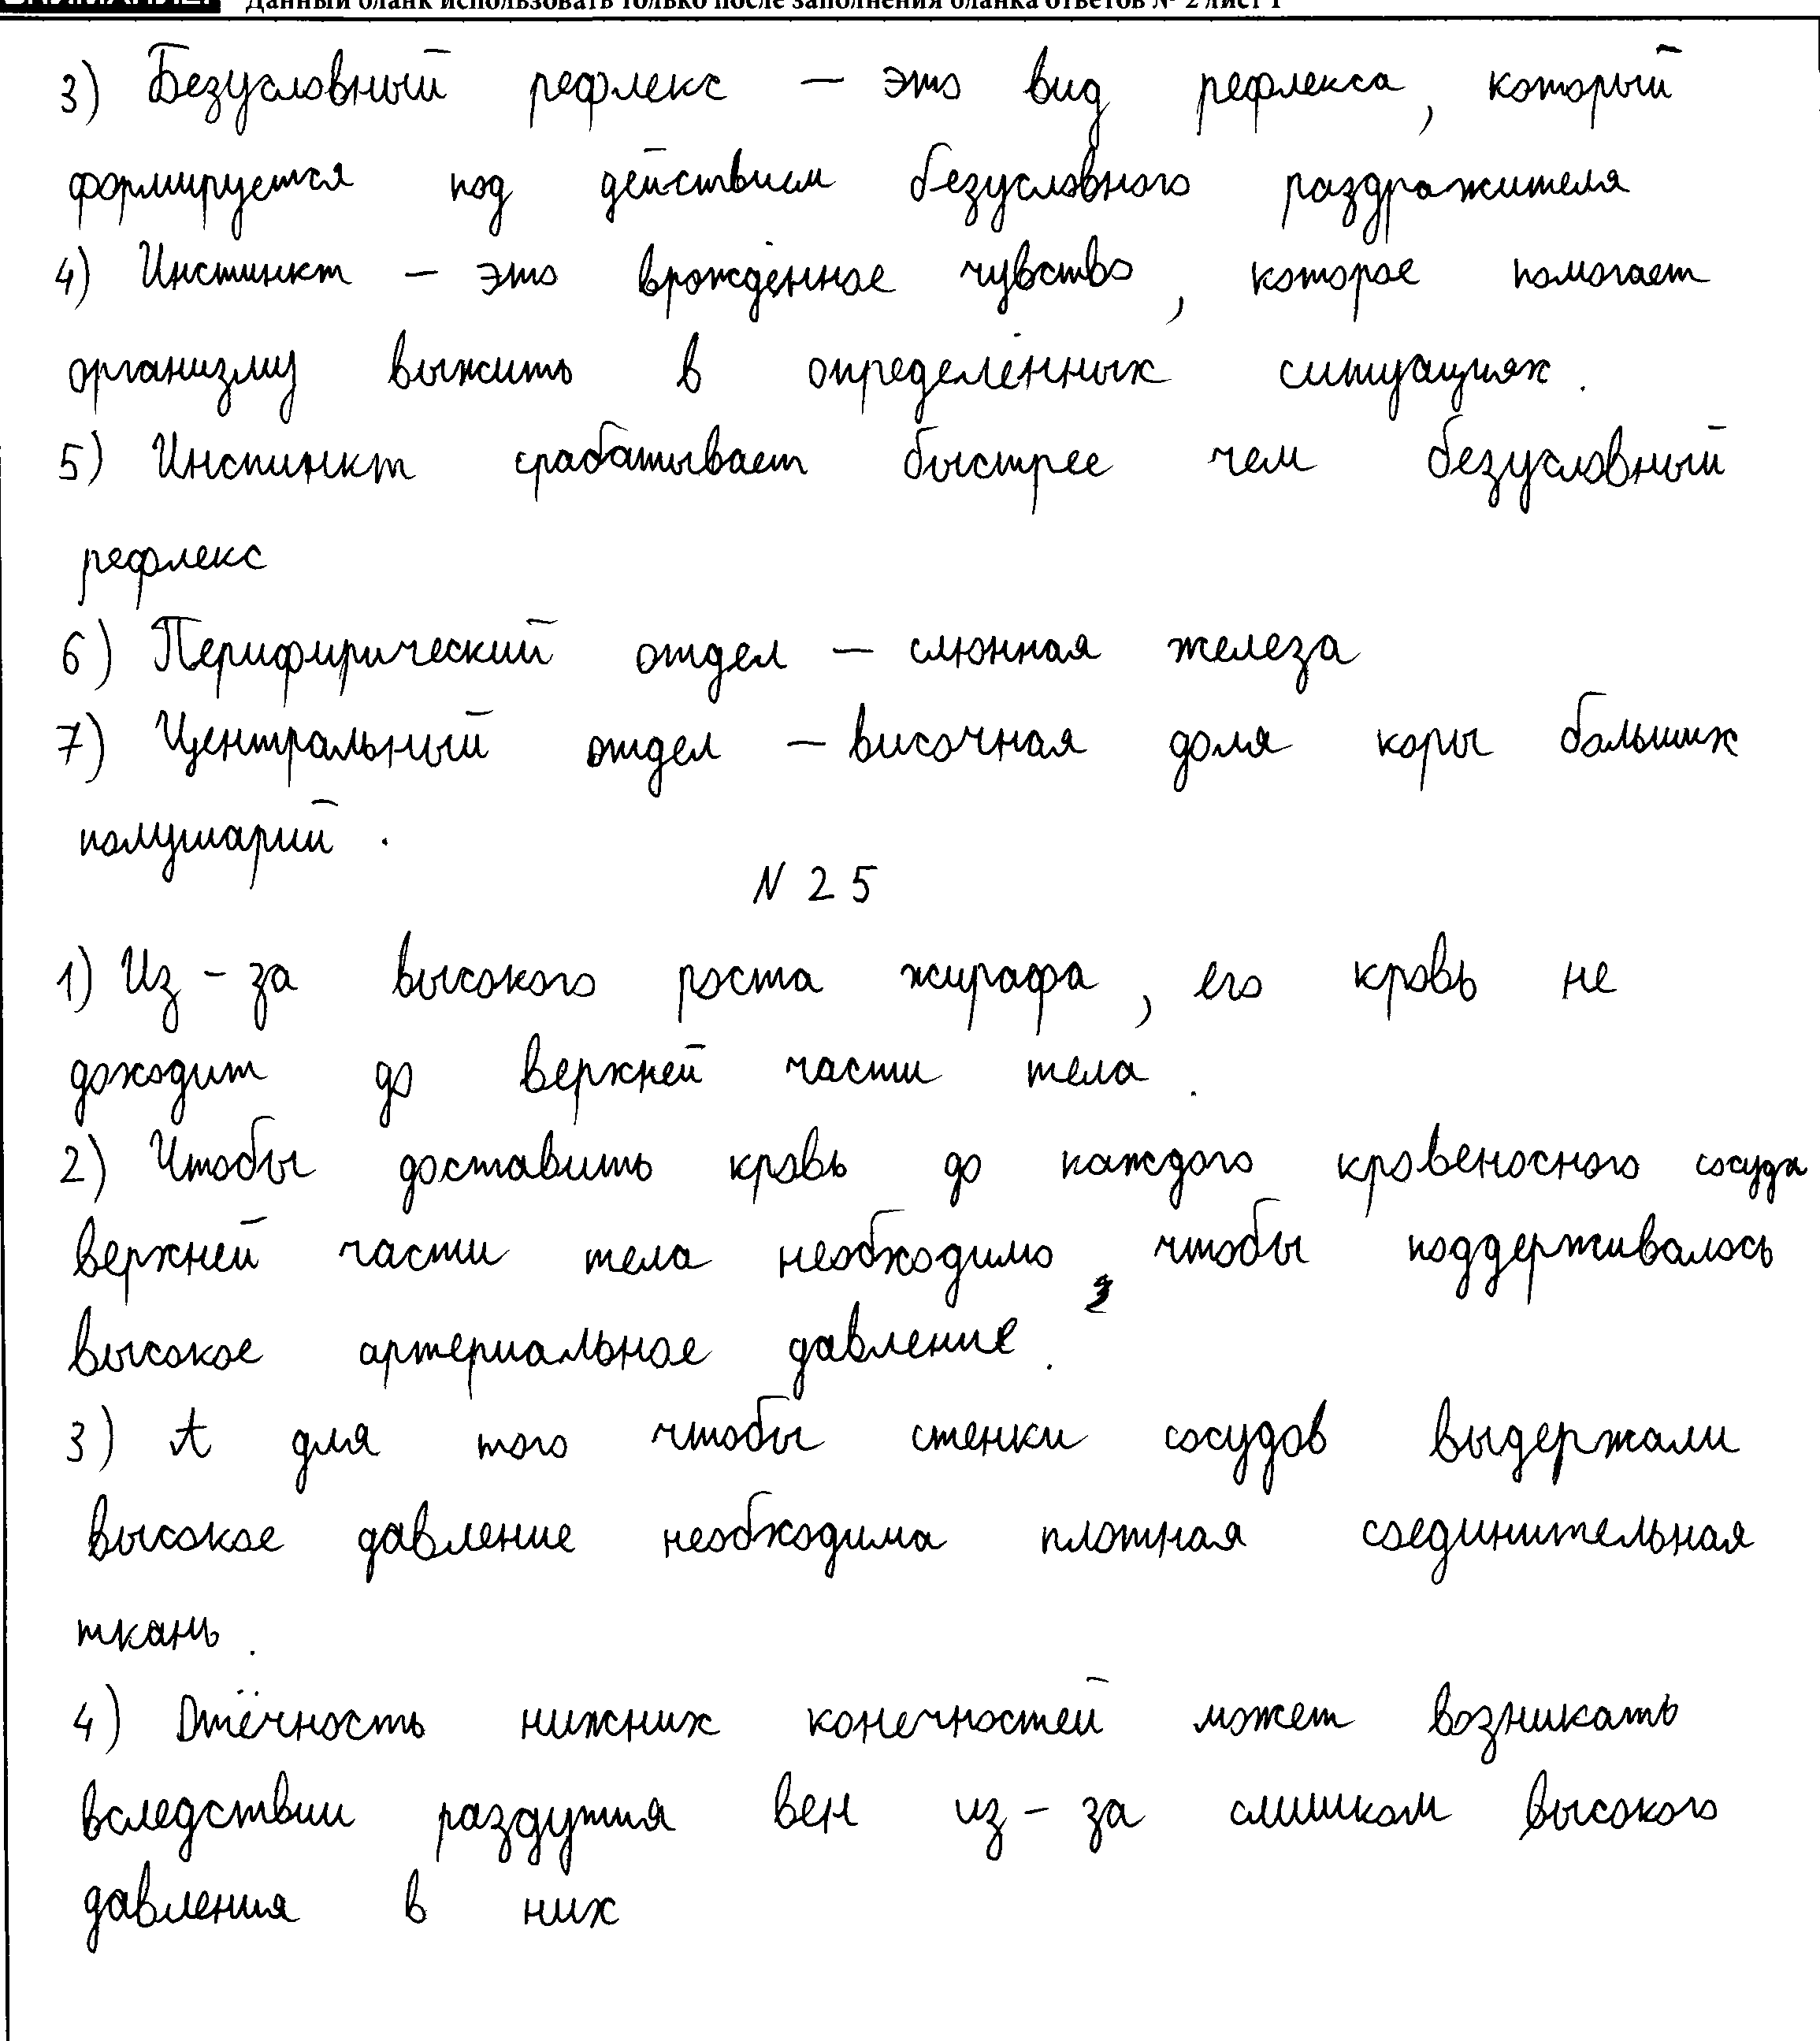 Данный бланк использовать только после заполнения бланка ответов № 2 лист 1
3) Безусловный рефлекс – это вид рефлекса, который
формируется под действием безусловного раздражителя
4) Инстинкт – это врождённое чувство, которое помогает
организму выжить в определённых ситуациях.
5) Инстинкт срабатывает быстрее чем безусловный
рефлекс
6) Перифирический отдел – слюнная железа
7) Центральный отдел – височная доля коры больших
полушарий.
N 25
1) Из-за высокого роста жирафа, его кровь не
доходит до верхней части тела.
2) Чтобы доставить кровь до каждого кровеносного сосуда
верхней части тела необходимо, чтобы поддерживалось
высокое артериальное давление.
3) А для того чтобы стенки сосудов выдержали
высокое давление необходима плотная соединительная
ткань.
4) Отёчность нижних конечностей может возникать
вследствии раздутия вен из-за слишком высокого
давления в них